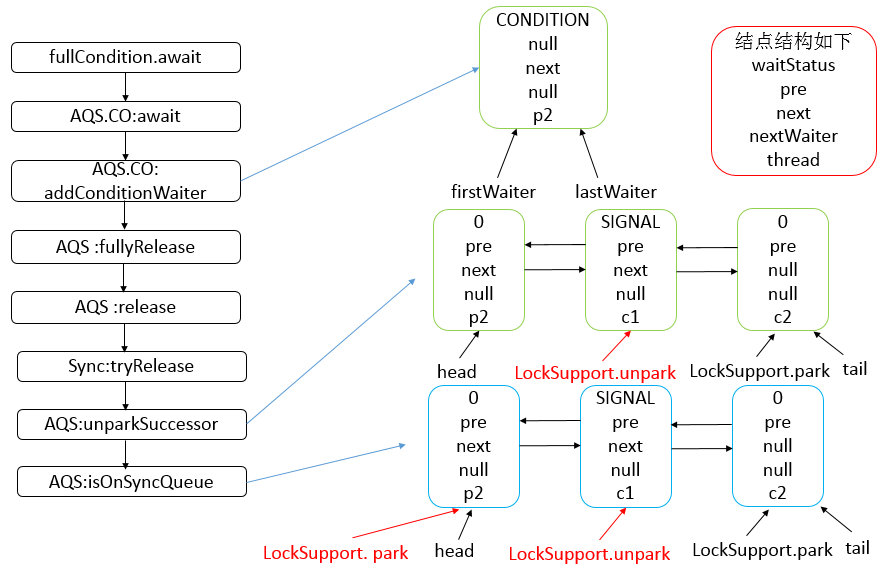 fullCondition.await
AQS.CO:await
AQS.CO:
addConditionWaiter
AQS :fullyRelease
AQS :release
Sync:tryRelease
AQS:unparkSuccessor
AQS:isOnSyncQueue
CONDITION
null
next
null
p2
firstWaiter
lastWaiter
结点结构如下
waitStatus
pre
next
nextWaiter
thread
0
pre
next
null
p2
SIGNAL
pre
next
null
c1
0
pre
null
null
c2
head
LockSupport.unpark
LockSupport.park
tail
0
pre
next
null
p2
SIGNAL
pre
next
null
c1
0
pre
null
null
c2
LockSupport. park
head
LockSupport.unpark
LockSupport.park
tail